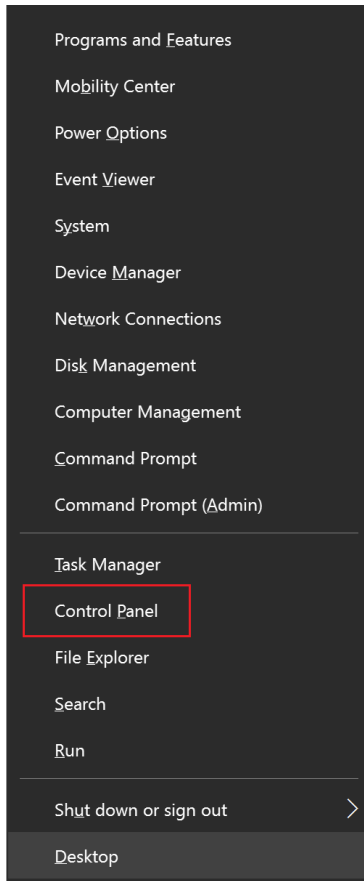 Programs and Features
Mobility Center
Power Options
Event Viewer
System
Device Manager
Network Connections
Disk Management
Computer Management
Command Prompt
Command Prompt (Admin)
Task Manager
Control Panel
File Explorer
Search
Run
Shut down or sign out
Desktop